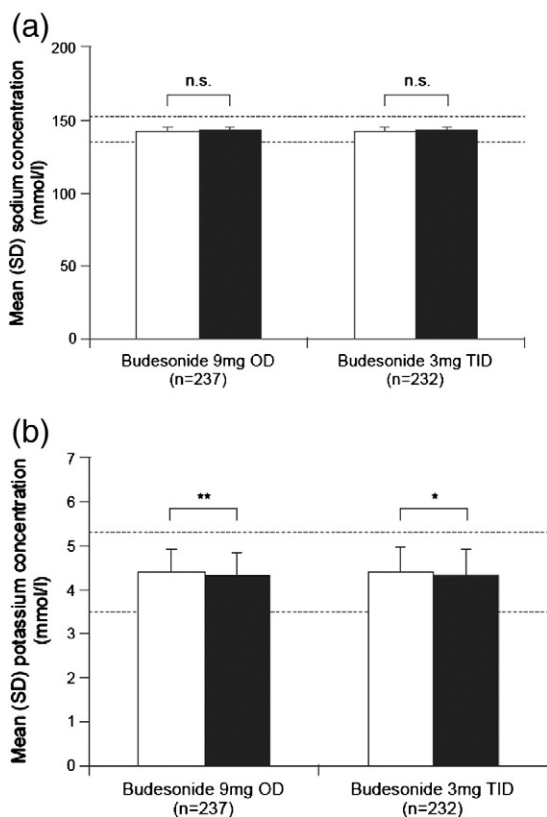 (a)
Mean (SD) sodium concentration
(mmol/l)
200
150
100
50
0
n.s.
n.s.
Budesonide 9mg OD
(n=237)
Budesonide 3mg TID
(n=232)
(b)
Mean (SD) potassium concentration
(mmol/l)
7
6
5
4
3
2
1
0
**
*
Budesonide 9mg OD
(n=237)
Budesonide 3mg TID
(n=232)